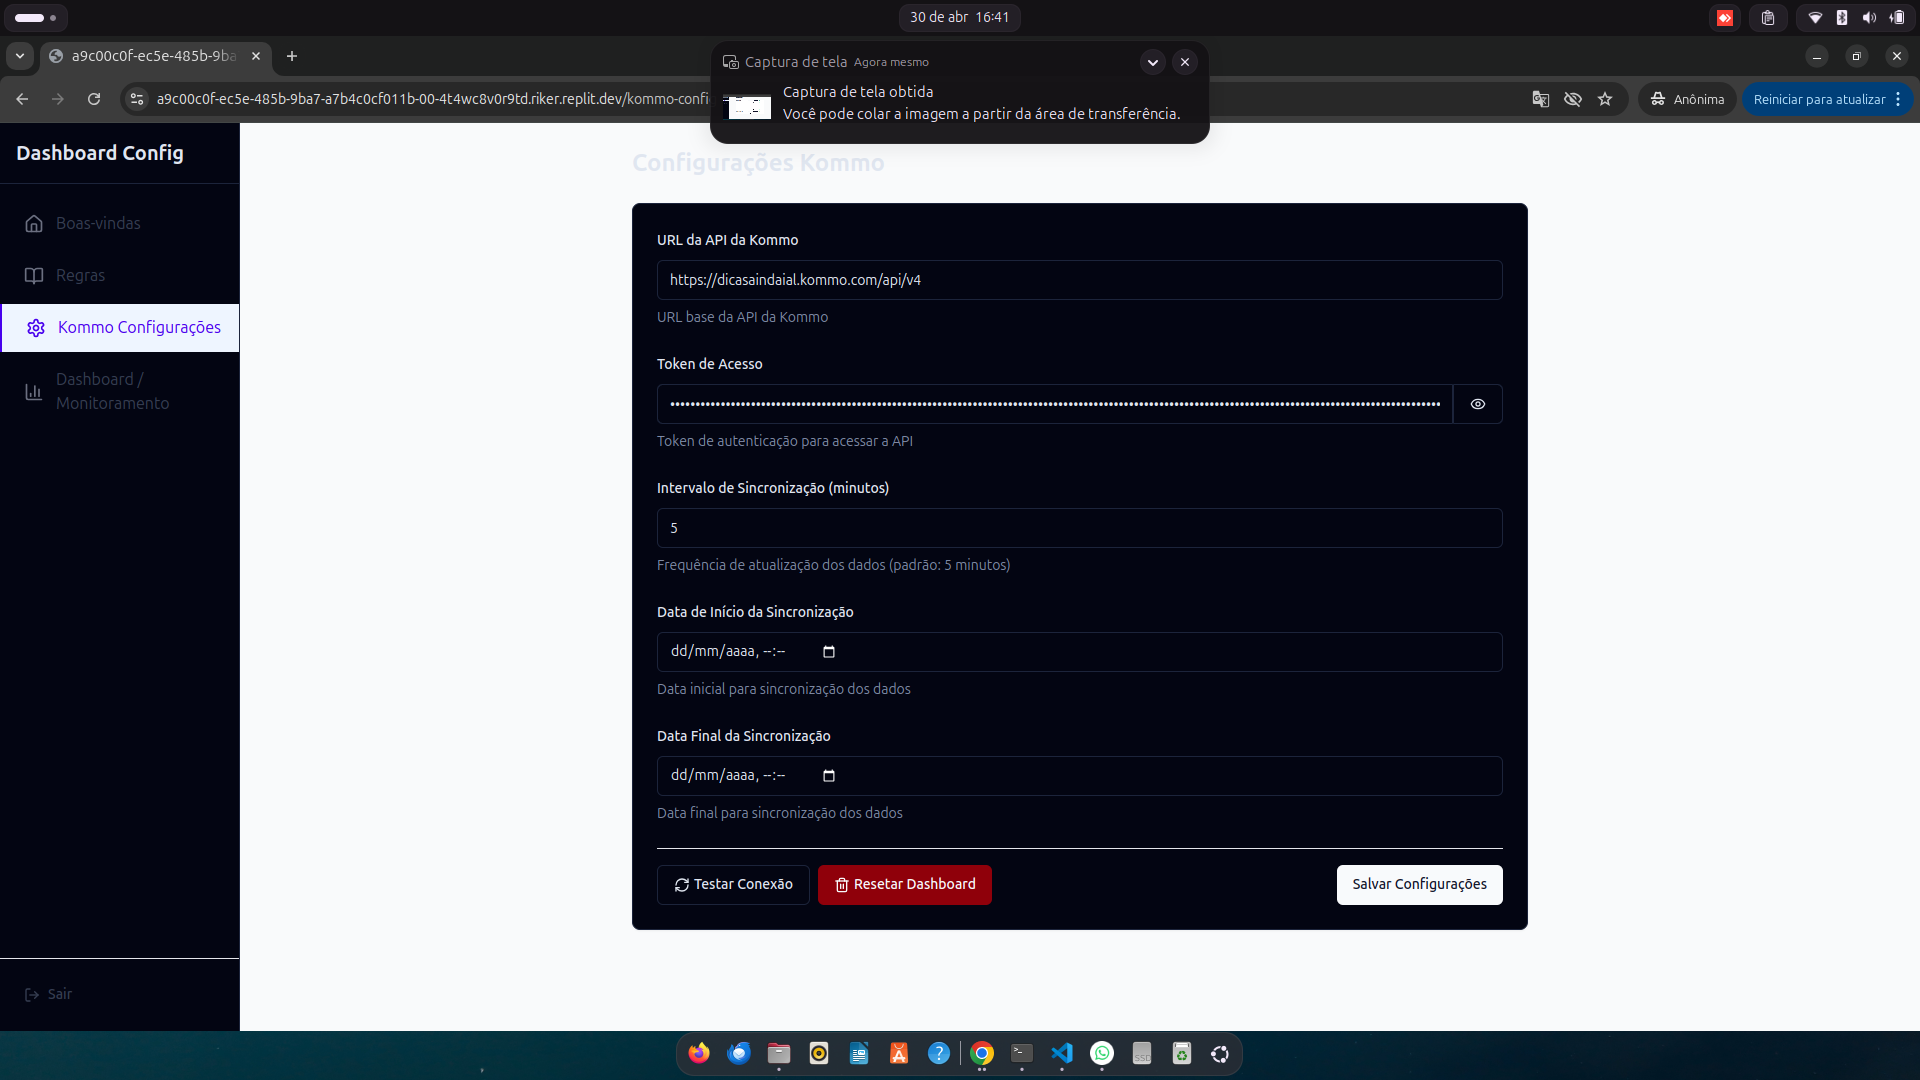 30 de abr 16:41
a9c00c0f-ec5e-485b-9ba
Captura de tela Agora mesmo
Captura de tela obtida
Você pode colar a imagem a partir da área de transferência.
a9c00c0f-ec5e-485b-9ba7-a7b4c0cf011b-00-4t4wc8v0r9td.riker.replit.dev/kommo-confi
Anônima
Reiniciar para atualizar
Dashboard Config
Boas-vindas
Regras
Kommo Configurações
Dashboard /
Monitoramento
Sair
Configurações Kommo
URL da API da Kommo
https://dicasaindaial.kommo.com/api/v4
URL base da API da Kommo
Token de Acesso
Token de autenticação para acessar a API
Intervalo de Sincronização (minutos)
5
Frequência de atualização dos dados (padrão: 5 minutos)
Data de Início da Sincronização
dd/mm/aaaa, --:--
Data inicial para sincronização dos dados
Data Final da Sincronização
dd/mm/aaaa, --:--
Data final para sincronização dos dados
Testar Conexão
Resetar Dashboard
Salvar Configurações
SSD